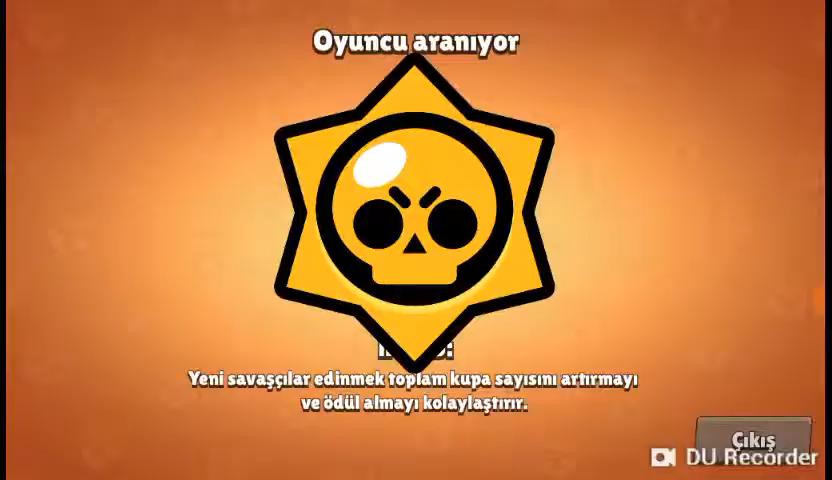 Oyuncu aranıyor
Yeni savaşçılar edinmek toplam kupa sayısını artırmayı
ve ödül almayı kolaylaştırır.
Çıkış
DU Recorder